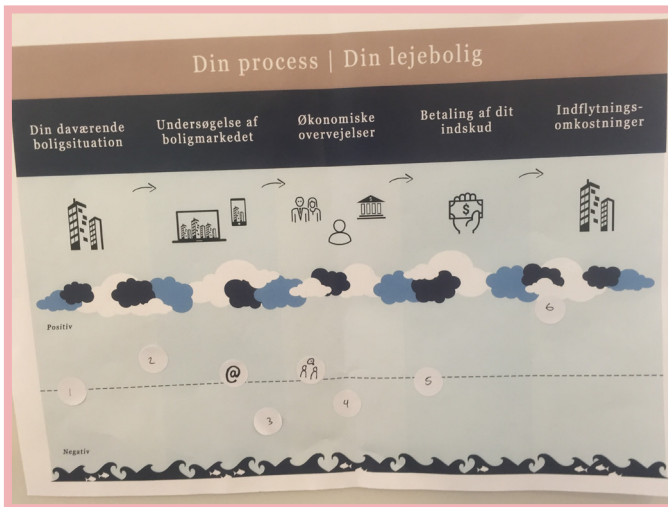 Din process | Din lejebolig
Din daværende
boligsituation
Undersøgelse af
boligmarkedet
Økonomiske
overvejelser
Betaling af dit
indskud
Indflytnings-
omkostninger
$
Positiv
6
2
@
1
5
4
3
Negativ